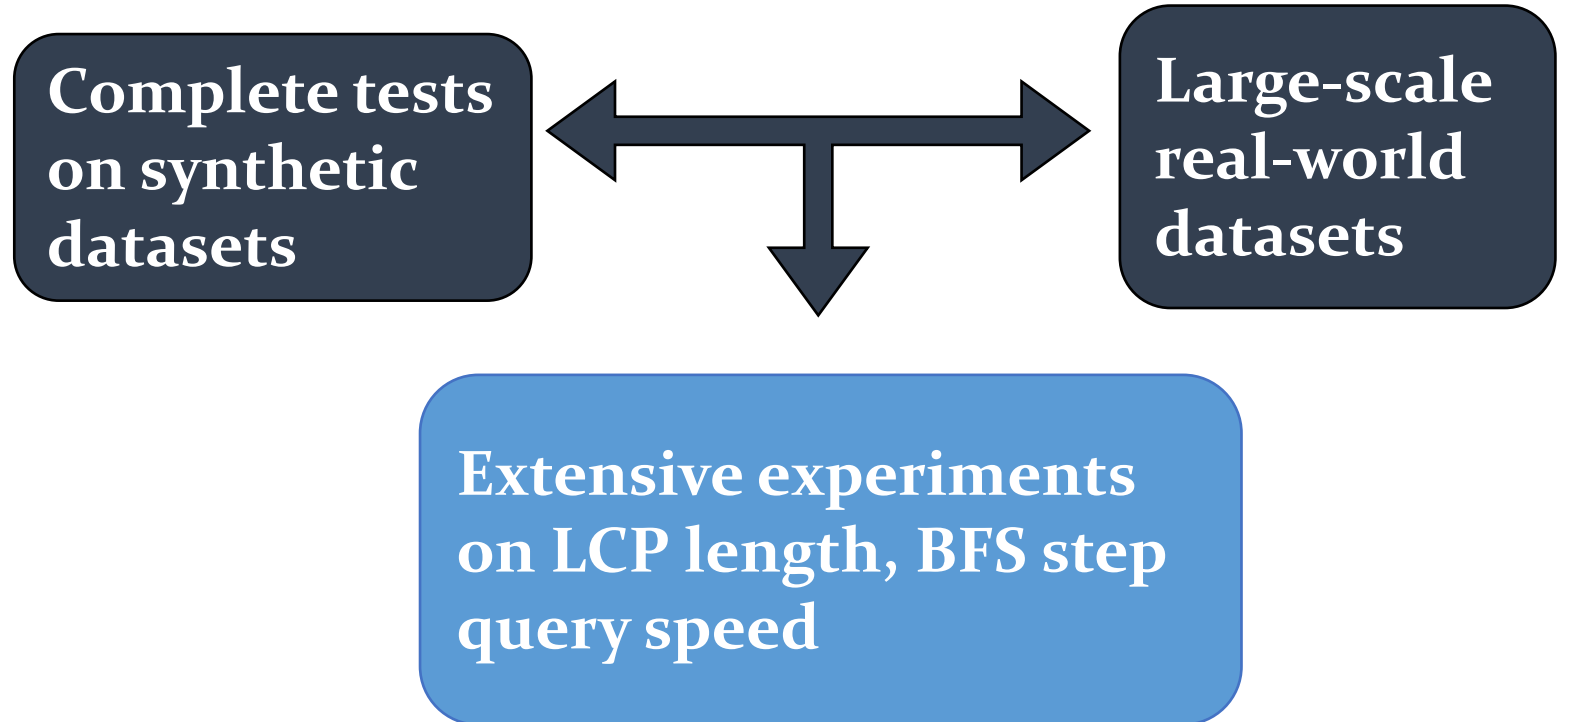 Complete tests
on synthetic
datasets
Large-scale
real-world
datasets
Extensive experiments
on LCP length, BFS step
query speed